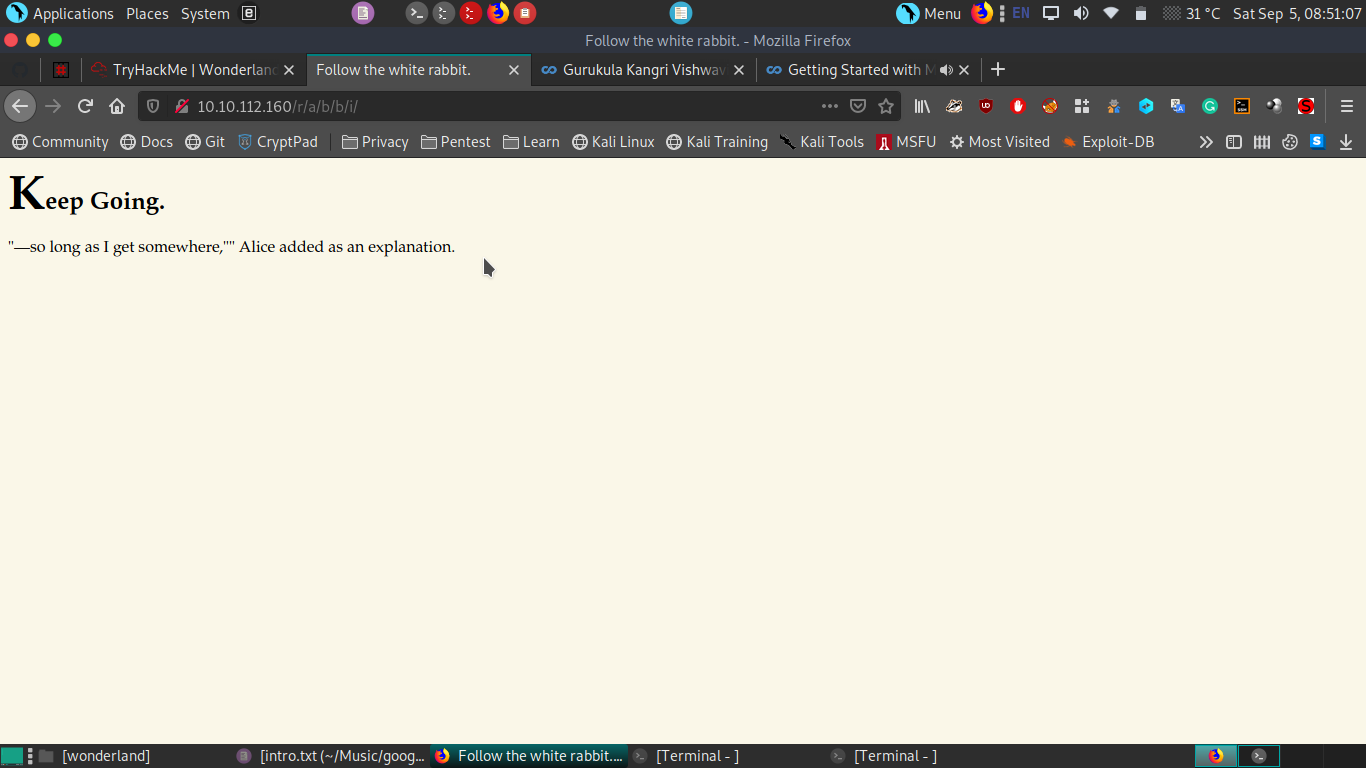 Applications Places System
Menu EN 31 °C Sat Sep 5, 08:51:07
Follow the white rabbit. - Mozilla Firefox
TryHackMe | Wonderland Follow the white rabbit. Gurukula Kangri Vishwav Getting Started with M
10.10.112.160/r/a/b/b/i/
Community Docs Git CryptPad Privacy Pentest Learn Kali Linux Kali Training Kali Tools MSFU Most Visited Exploit-DB
Keep Going.
"—so long as I get somewhere,"" Alice added as an explanation.
[wonderland] [intro.txt (~/Music/goog... Follow the white rabbit.... [Terminal - ] [Terminal - ]